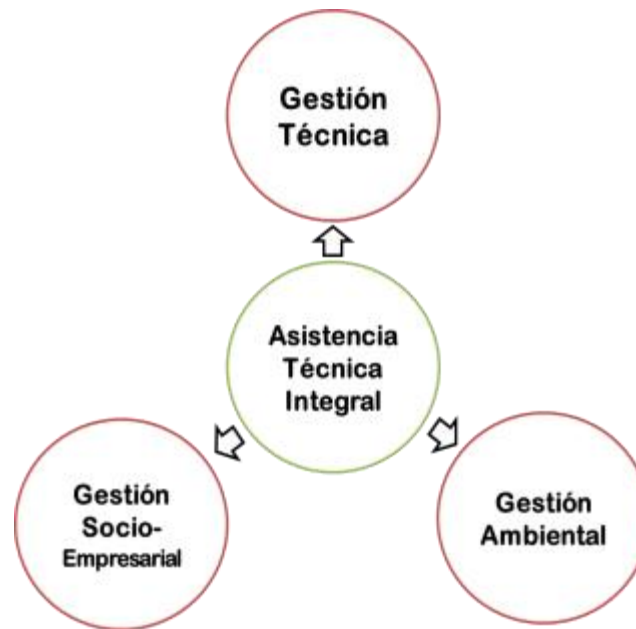 Gestión
Técnica
Asistencia
Técnica
Integral
Gestión
Socio-
Empresarial
Gestión
Ambiental